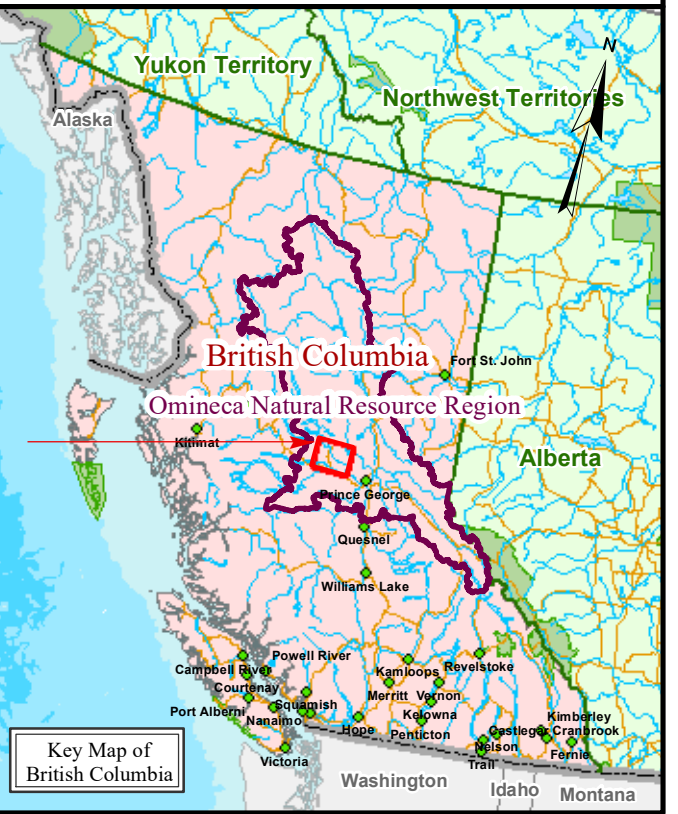 N
Yukon Territory
Northwest Territories
Alaska
British Columbia
Fort St. John
Omineca Natural Resource Region
Kitimat
Alberta
Prince George
Quesnel
Williams Lake
Powell River
Campbell River
Kamloops
Revelstoke
Courtenay
Merritt
Vernon
Squamish
Port Alberni
Nanaimo
Kelowna
Kimberley
Hope
Penticton
Castlegar
Cranbrook
Nelson
Fernie
Victoria
Trail
Key Map of
British Columbia
Washington
Idaho
Montana